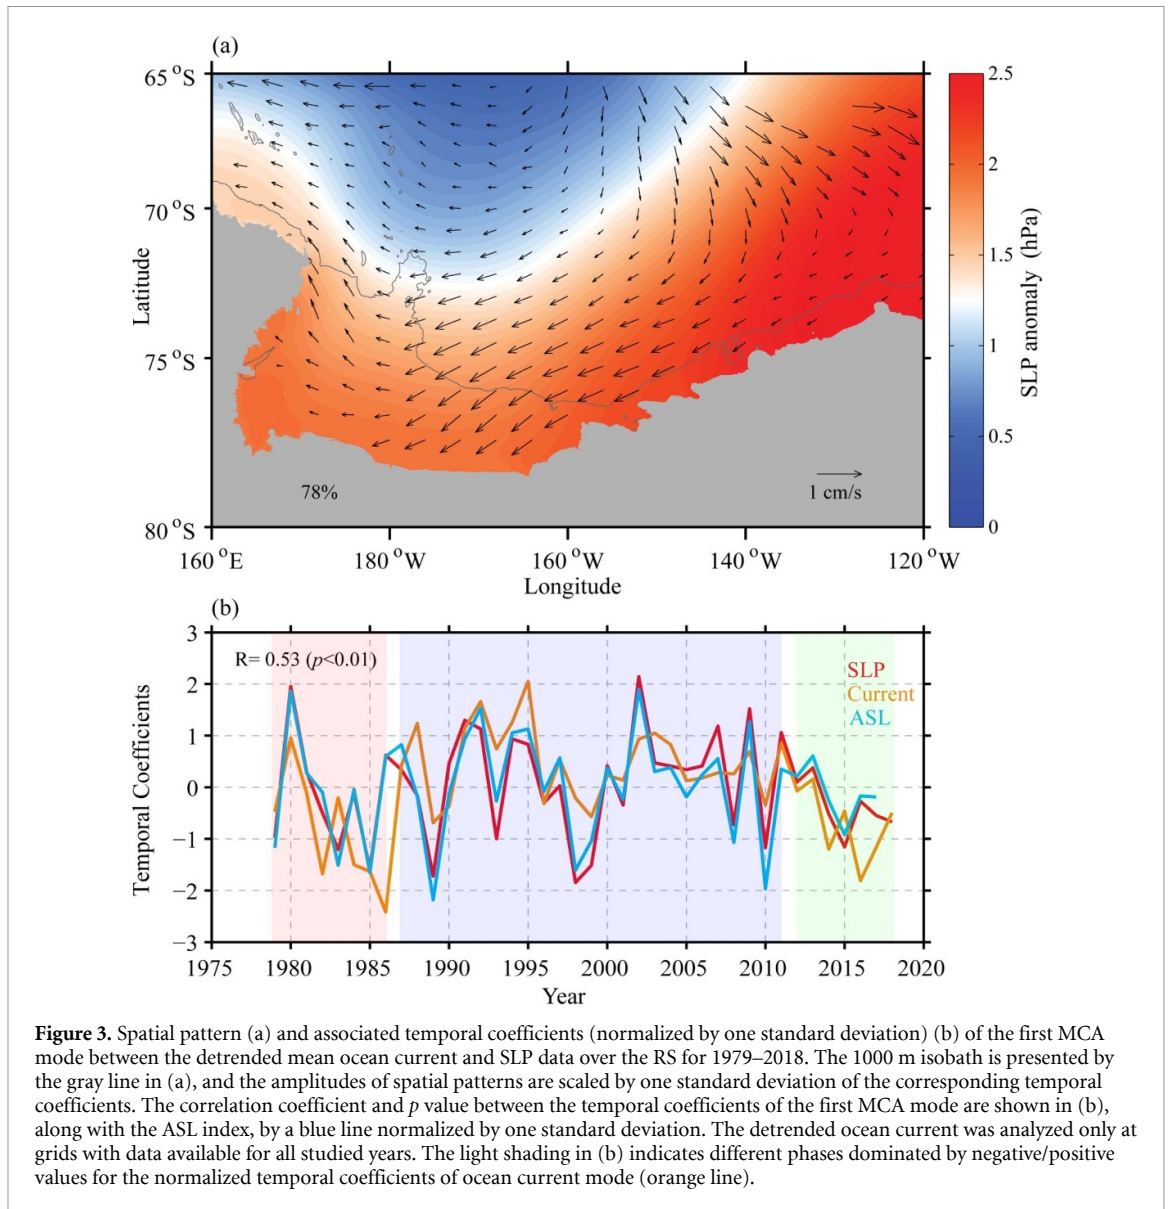 (a)
65 °S
70 °S
75 °S
80 °S
Latitude
160 °E
180 °W
160 °W
140 °W
120 °W
Longitude
78%
1 cm/s
2.5
2
1.5
1
0.5
0
SLP anomaly (hPa)
(b)
3
2
1
0
−1
−2
−3
Temporal Coefficients
R= 0.53 (p<0.01)
SLP
Current
ASL
1975
1980
1985
1990
1995
2000
2005
2010
2015
2020
Year
Figure 3. Spatial pattern (a) and associated temporal coefficients (normalized by one standard deviation) (b) of the first MCA
mode between the detrended mean ocean current and SLP data over the RS for 1979–2018. The 1000 m isobath is presented by
the gray line in (a), and the amplitudes of spatial patterns are scaled by one standard deviation of the corresponding temporal
coefficients. The correlation coefficient and p value between the temporal coefficients of the first MCA mode are shown in (b),
along with the ASL index, by a blue line normalized by one standard deviation. The detrended ocean current was analyzed only at
grids with data available for all studied years. The light shading in (b) indicates different phases dominated by negative/positive
values for the normalized temporal coefficients of ocean current mode (orange line).